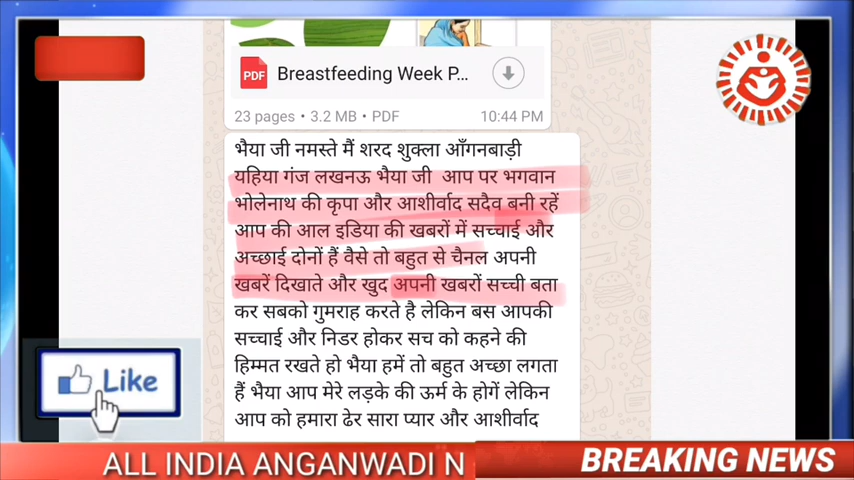 PDF Breastfeeding Week P...
23 pages • 3.2 MB • PDF 10:44 PM
भैया जी नमस्ते मैं शरद शुक्ला आँगनबाड़ी
यहिया गंज लखनऊ भैया जी आप पर भगवान
भोलेनाथ की कृपा और आशीर्वाद सदैव बनी रहें
आप की आल इडिया की खबरों में सच्चाई और
अच्छाई दोनों हैं वैसे तो बहुत से चैनल अपनी
खबरें दिखाते और खुद अपनी खबरों सच्ची बता
कर सबको गुमराह करते है लेकिन बस आपकी
सच्चाई और निडर होकर सच को कहने की
हिम्मत रखते हो भैया हमें तो बहुत अच्छा लगता
हैं भैया आप मेरे लड़के की ऊर्म के होगें लेकिन
आप को हमारा ढेर सारा प्यार और आशीर्वाद
Like
ALL INDIA ANGANWADI N
BREAKING NEWS